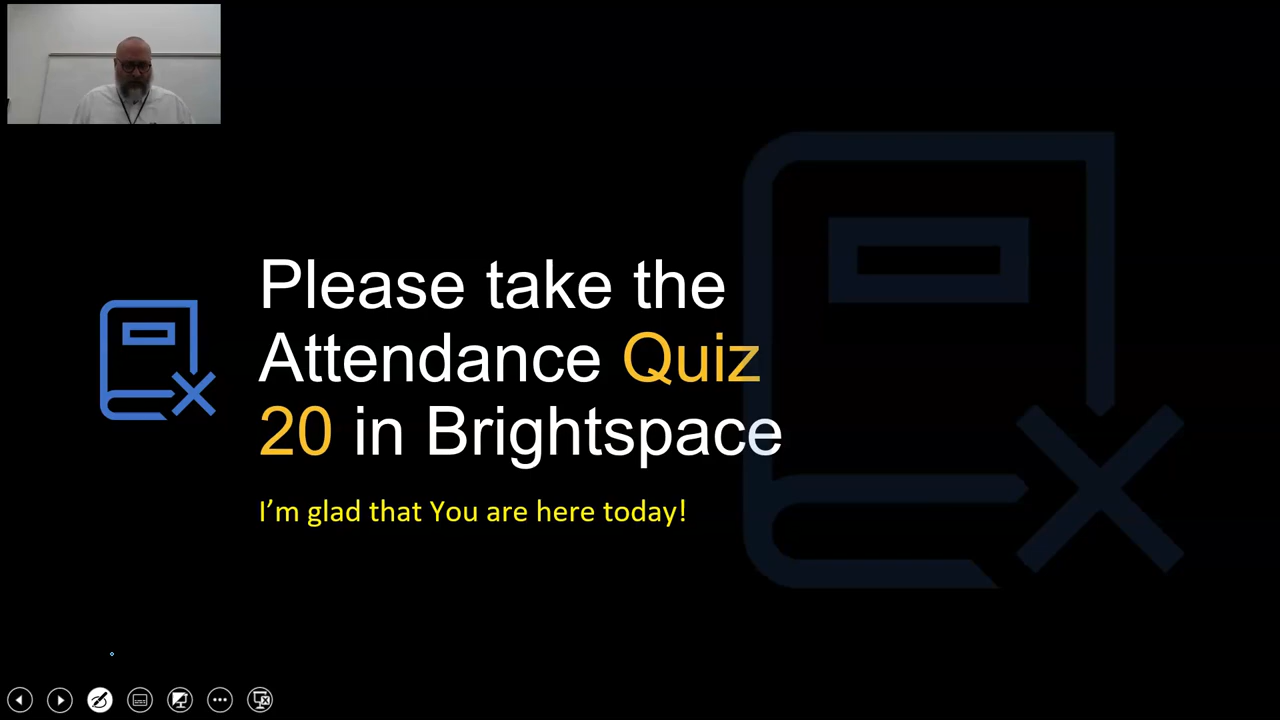 Please take the
Attendance Quiz
20 in Brightspace
I'm glad that You are here today!